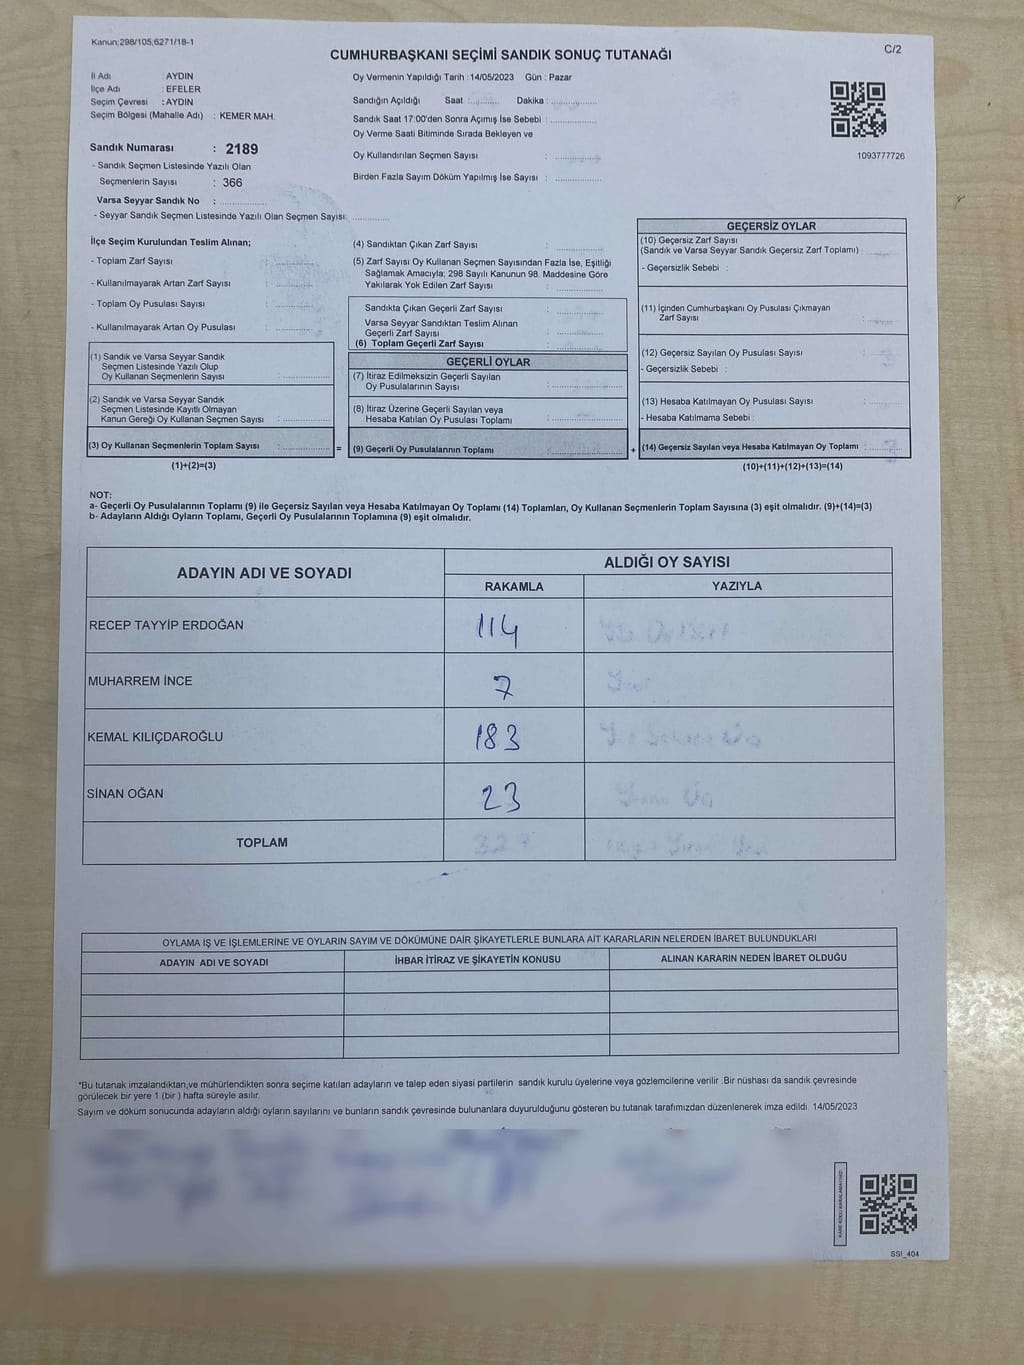 Kanun;298/105;6271/18-1
C/2
CUMHURBAŞKANI SEÇİMİ SANDIK SONUÇ TUTANAĞI
İl Adı : AYDIN
İlçe Adı : EFELER
Seçim Çevresi : AYDIN
Seçim Bölgesi (Mahalle Adı) : KEMER MAH.
Sandık Numarası : 2189
- Sandık Seçmen Listesinde Yazılı Olan
Seçmenlerin Sayısı : 366
Varsa Seyyar Sandık No :
- Seyyar Sandık Seçmen Listesinde Yazılı Olan Seçmen Sayısı:
Oy Vermenin Yapıldığı Tarih : 14/05/2023 Gün : Pazar
Sandığın Açıldığı Saat : Dakika :
Sandık Saat 17:00'den Sonra Açımış İse Sebebi :
Oy Verme Saati Bitiminde Sırada Bekleyen ve
Oy Kullandırılan Seçmen Sayısı :
Birden Fazla Sayım Döküm Yapılmış İse Sayısı :
1093777726
İlçe Seçim Kurulundan Teslim Alınan;
- Toplam Zarf Sayısı :
- Kullanılmayarak Artan Zarf Sayısı :
- Toplam Oy Pusulası Sayısı :
- Kullanılmayarak Artan Oy Pusulası :
(1) Sandık ve Varsa Seyyar Sandık
Seçmen Listesinde Yazılı Olup
Oy Kullanan Seçmenlerin Sayısı :
(2) Sandık ve Varsa Seyyar Sandık
Seçmen Listesinde Kayıtlı Olmayan
Kanun Gereği Oy Kullanan Seçmen Sayısı :
(3) Oy Kullanan Seçmenlerin Toplam Sayısı :
(1)+(2)=(3)
=
(4) Sandıktan Çıkan Zarf Sayısı :
(5) Zarf Sayısı Oy Kullanan Seçmen Sayısından Fazla İse, Eşitliği
Sağlamak Amacıyla; 298 Sayılı Kanunun 98. Maddesine Göre
Yakılarak Yok Edilen Zarf Sayısı :
Sandıkta Çıkan Geçerli Zarf Sayısı :
Varsa Seyyar Sandıktan Teslim Alınan
Geçerli Zarf Sayısı :
(6) Toplam Geçerli Zarf Sayısı :
GEÇERLİ OYLAR
(7) İtiraz Edilmeksizin Geçerli Sayılan
Oy Pusulalarının Sayısı :
(8) İtiraz Üzerine Geçerli Sayılan veya
Hesaba Katılan Oy Pusulası Toplamı :
(9) Geçerli Oy Pusulalarının Toplamı :
+
GEÇERSİZ OYLAR
(10) Geçersiz Zarf Sayısı
(Sandık ve Varsa Seyyar Sandık Geçersiz Zarf Toplamı) :
- Geçersizlik Sebebi :
(11) İçinden Cumhurbaşkanı Oy Pusulası Çıkmayan
Zarf Sayısı :
(12) Geçersiz Sayılan Oy Pusulası Sayısı :
- Geçersizlik Sebebi :
(13) Hesaba Katılmayan Oy Pusulası Sayısı :
- Hesaba Katılmama Sebebi :
(14) Geçersiz Sayılan veya Hesaba Katılmayan Oy Toplamı :
(10)+(11)+(12)+(13)=(14)
NOT:
a- Geçerli Oy Pusulalarının Toplamı (9) ile Geçersiz Sayılan veya Hesaba Katılmayan Oy Toplamı (14) Toplamları, Oy Kullanan Seçmenlerin Toplam Sayısına (3) eşit olmalıdır. (9)+(14)=(3)
b- Adayların Aldığı Oyların Toplamı, Geçerli Oy Pusulalarının Toplamına (9) eşit olmalıdır.
ADAYIN ADI VE SOYADI ALDIĞI OY SAYISI
RAKAMLA YAZIYLA
RECEP TAYYİP ERDOĞAN 114
MUHARREM İNCE 7
KEMAL KILIÇDAROĞLU 183
SİNAN OĞAN 23
TOPLAM 327
OYLAMA İŞ VE İŞLEMLERİNE VE OYLARIN SAYIM VE DÖKÜMÜNE DAİR ŞİKAYETLERLE BUNLARA AİT KARARLARIN NELERDEN İBARET BULUNDUKLARI
ADAYIN ADI VE SOYADI İHBAR İTİRAZ VE ŞİKAYETİN KONUSU ALINAN KARARIN NEDEN İBARET OLDUĞU
*Bu tutanak imzalandıktan,ve mühürlendikten sonra seçime katılan adayların ve talep eden siyasi partilerin sandık kurulu üyelerine veya gözlemcilerine verilir .Bir nüshası da sandık çevresinde
görülecek bir yere 1 (bir ) hafta süreyle asılır.
Sayım ve döküm sonucunda adayların aldığı oyların sayılarını ve bunların sandık çevresinde bulunanlara duyurulduğunu gösteren bu tutanak tarafımızdan düzenlenerek imza edildi. 14/05/2023
SSI_404